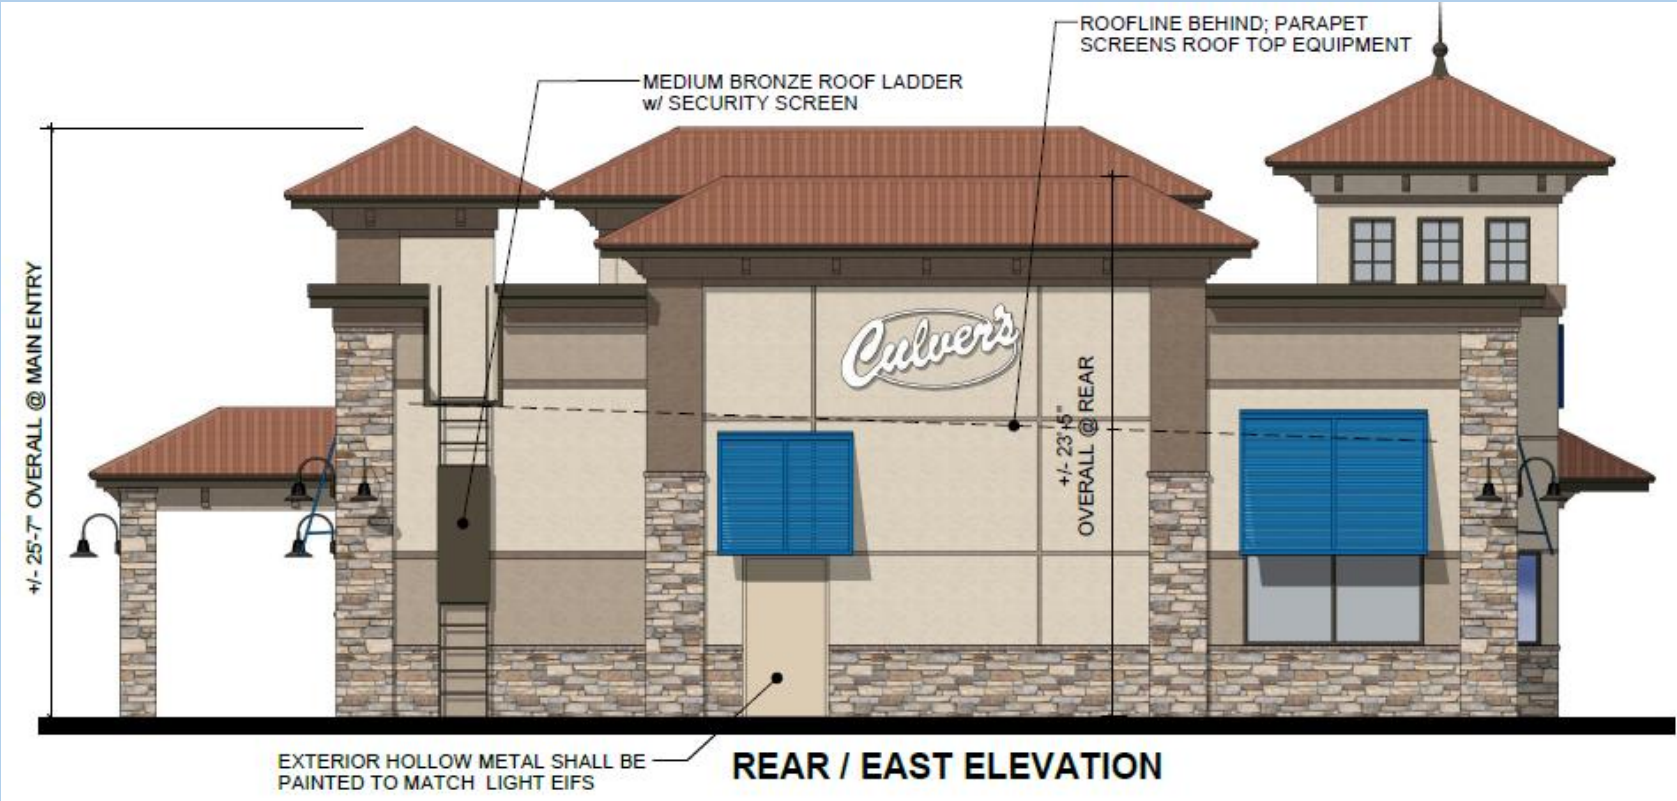 ROOFLINE BEHIND; PARAPET
SCREENS ROOF TOP EQUIPMENT
MEDIUM BRONZE ROOF LADDER
w/ SECURITY SCREEN
+/- 25'-7" OVERALL @ MAIN ENTRY
Culver's
+/- 23'-5"
OVERALL @ REAR
EXTERIOR HOLLOW METAL SHALL BE
PAINTED TO MATCH LIGHT EIFS
REAR / EAST ELEVATION